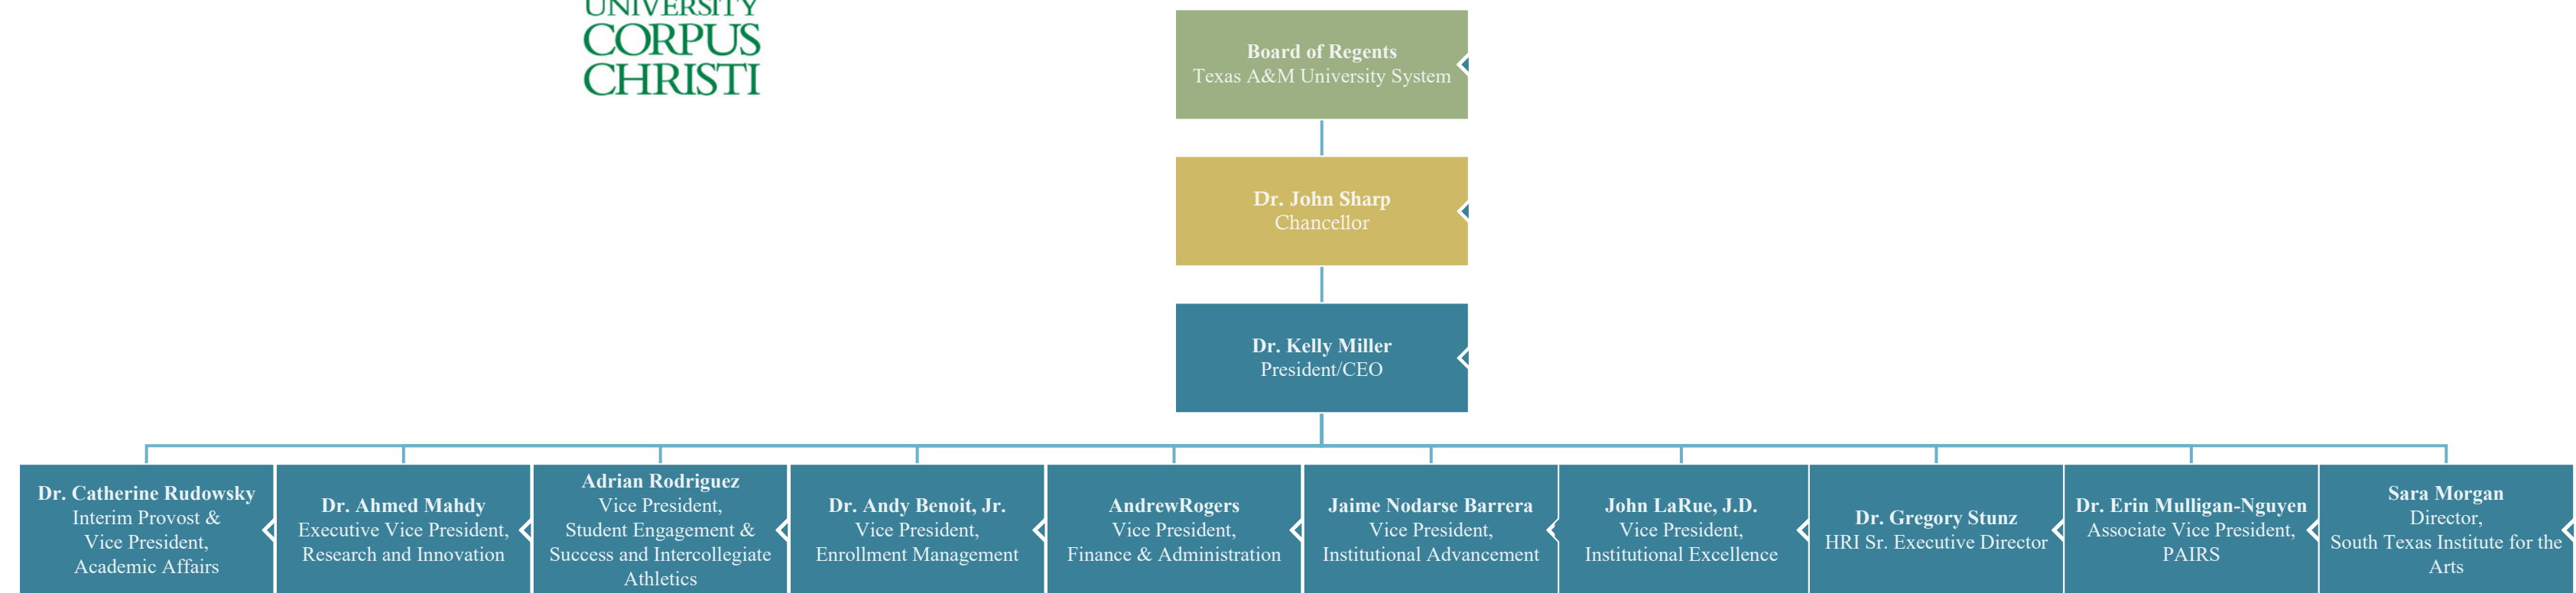 UNIVERSITY
CORPUS
CHRISTI
Board of Regents
Texas A&M University System
Dr. John Sharp
Chancellor
Dr. Kelly Miller
President/CEO
Dr. Catherine Rudowsky
Interim Provost &
Vice President,
Academic Affairs
Dr. Ahmed Mahdy
Executive Vice President,
Research and Innovation
Adrian Rodriguez
Vice President,
Student Engagement &
Success and Intercollegiate
Athletics
Dr. Andy Benoit, Jr.
Vice President,
Enrollment Management
AndrewRogers
Vice President,
Finance & Administration
Jaime Nodarse Barrera
Vice President,
Institutional Advancement
John LaRue, J.D.
Vice President,
Institutional Excellence
Dr. Gregory Stunz
HRI Sr. Executive Director
Dr. Erin Mulligan-Nguyen
Associate Vice President,
PAIRS
Sara Morgan
Director,
South Texas Institute for the
Arts